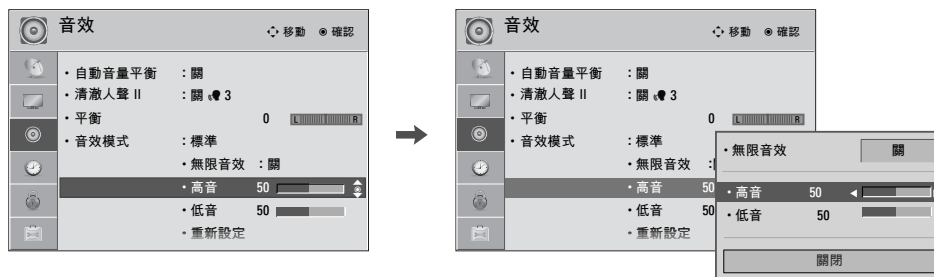 音效
移動 確認
・自動音量平衡 :關
・清澈人聲 II :關 3
・平衡 0 L R
・音效模式 :標準
・無限音效 :關
・高音 50
・低音 50
・重新設定
音效
移動 確認
・自動音量平衡 :關
・清澈人聲 II :關 3
・平衡 0 L R
・音效模式 :標準
・無限音效 :
・高音 50
・低音 50
・重新設定
・無限音效 關
・高音 50
・低音 50
關閉